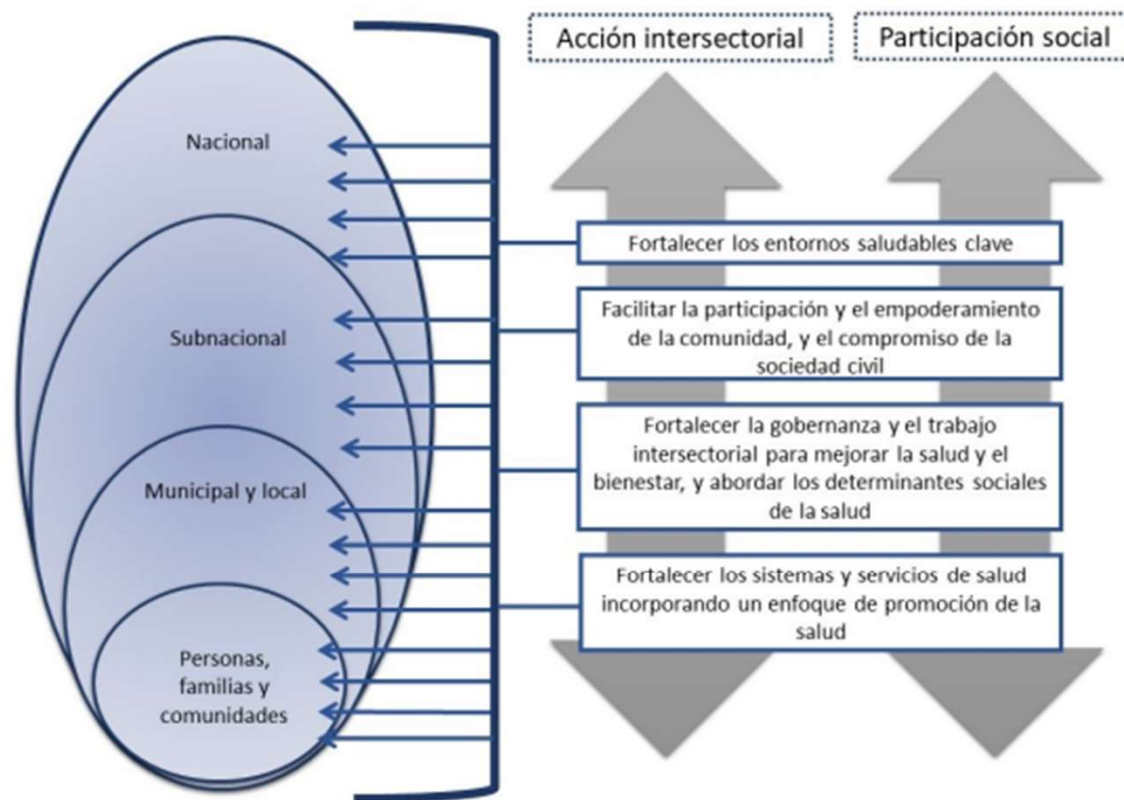 Acción intersectorial
Participación social
Nacional
Subnacional
Municipal y local
Personas,
familias y
comunidades
Fortalecer los entornos saludables clave
Facilitar la participación y el empoderamiento
de la comunidad, y el compromiso de la
sociedad civil
Fortalecer la gobernanza y el trabajo
intersectorial para mejorar la salud y el
bienestar, y abordar los determinantes sociales
de la salud
Fortalecer los sistemas y servicios de salud
incorporando un enfoque de promoción de la
salud